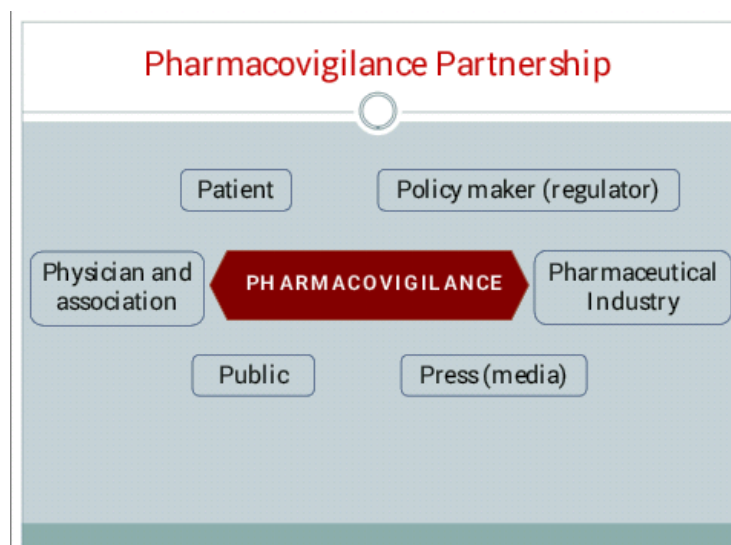 Pharmacovigilance Partnership
Patient
Policy maker (regulator)
Physician and
association
PHARMACOVIGILANCE
Pharmaceutical
Industry
Public
Press (media)